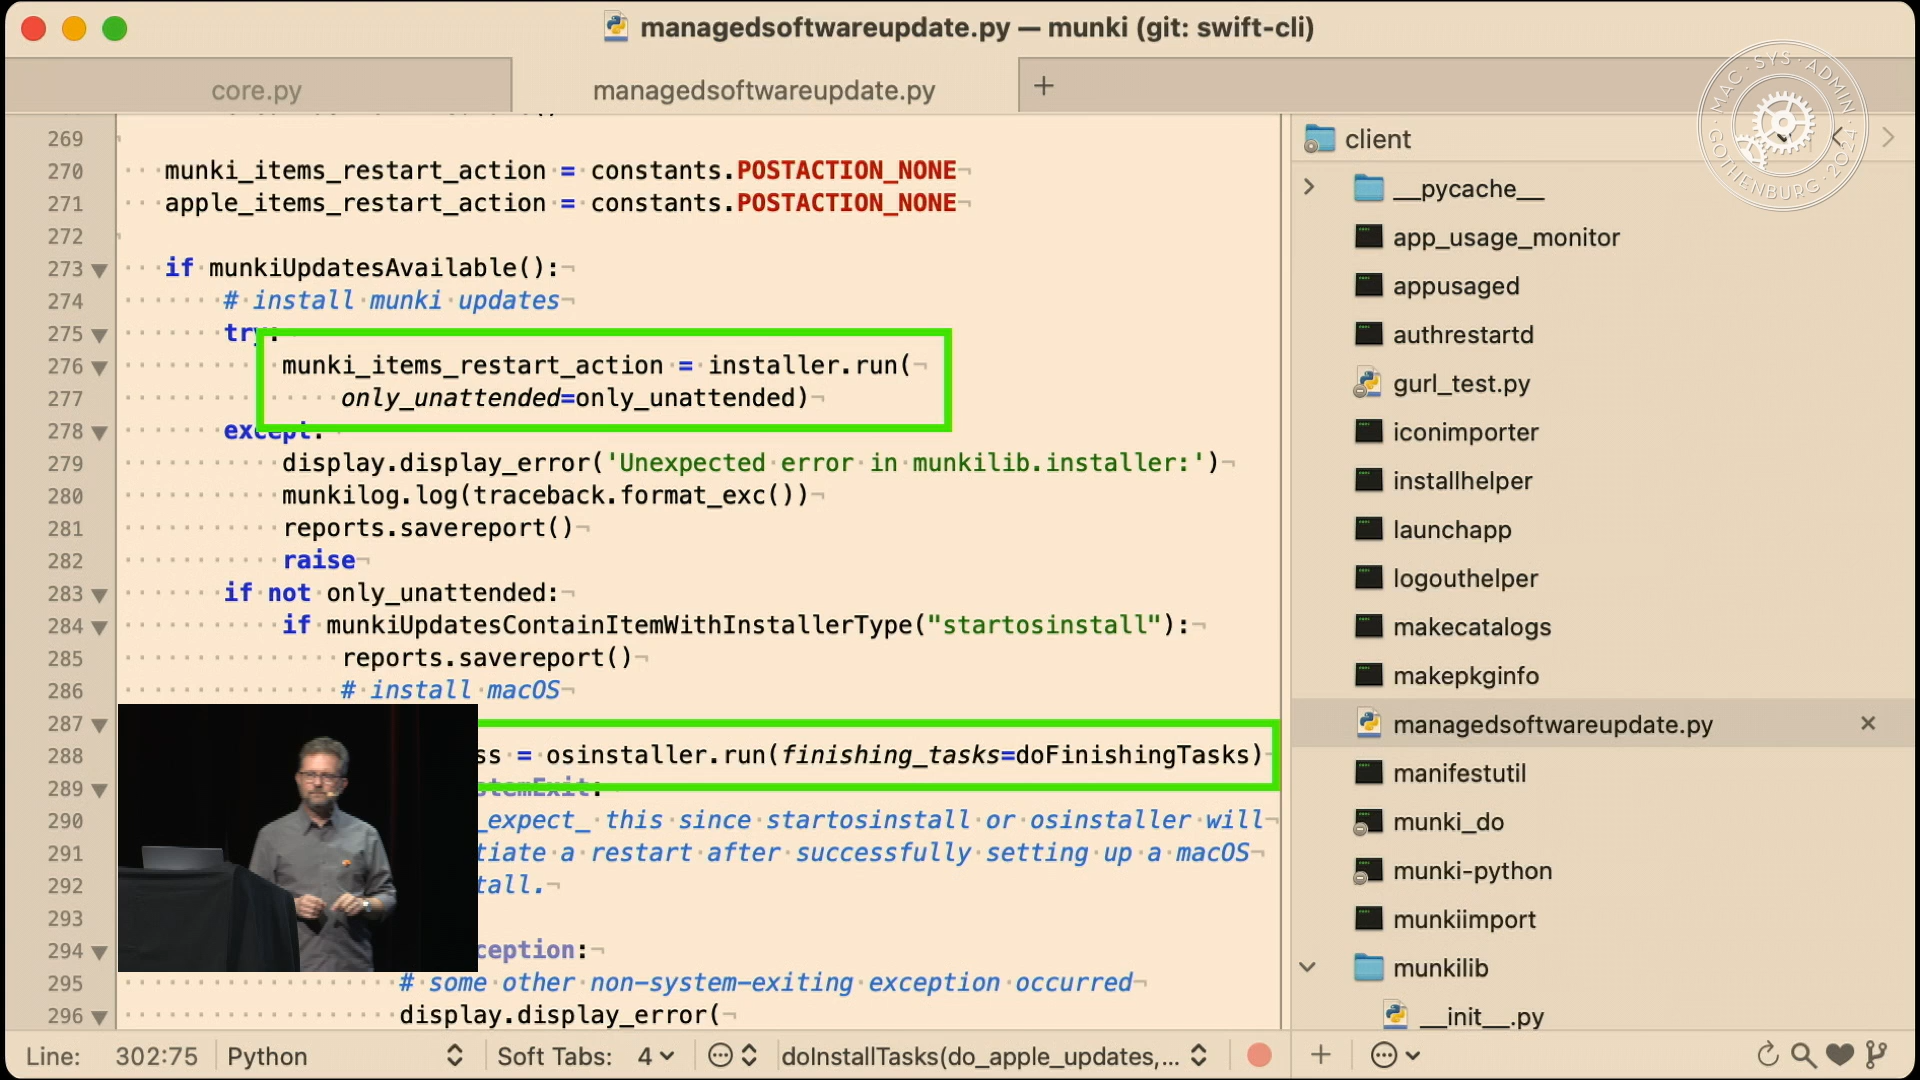 managedsoftwareupdate.py — munki (git: swift-cli)
core.py
managedsoftwareupdate.py
MAC · SYS · ADMIN
GOTHENBURG · 2024
269
270 munki_items_restart_action = constants.POSTACTION_NONE
271 apple_items_restart_action = constants.POSTACTION_NONE
272
273 if munkiUpdatesAvailable():
274 # install munki updates
275 try:
276 munki_items_restart_action = installer.run(
277 only_unattended=only_unattended)
278 except:
279 display.display_error('Unexpected error in munkilib.installer:')
280 munkilog.log(traceback.format_exc())
281 reports.savereport()
282 raise
283 if not only_unattended:
284 if munkiUpdatesContainItemWithInstallerType("startosinstall"):
285 reports.savereport()
286 # install macOS
287
288 ss = osinstaller.run(finishing_tasks=doFinishingTasks)
289 stemExit:
290 _expect_ this since startosinstall or osinstaller will
291 tiate a restart after successfully setting up a macOS
292 tall.
293
294 ception:
295 # some other non-system-exiting exception occurred
296 display.display_error(
client
__pycache__
app_usage_monitor
appusaged
authrestartd
gurl_test.py
iconimporter
installhelper
launchapp
logouthelper
makecatalogs
makepkginfo
managedsoftwareupdate.py
manifestutil
munki_do
munki-python
munkiimport
munkilib
__init__.py
Line: 302:75 Python Soft Tabs: 4 doInstallTasks(do_apple_updates,...